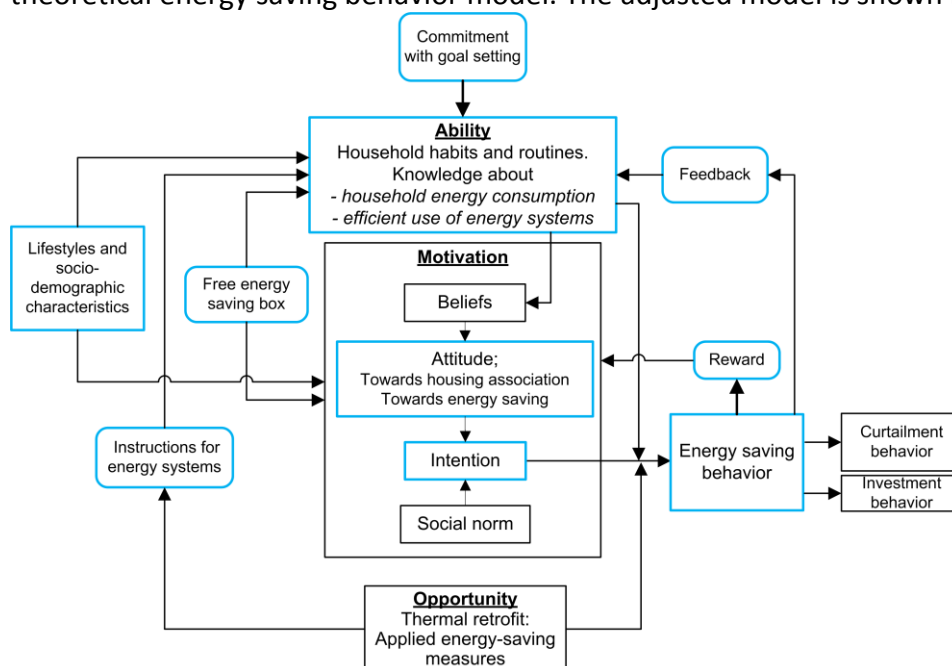 theoretical energy saving behavior model. The adjusted model is shown
Commitment
with goal setting
Ability
Household habits and routines.
Knowledge about
- household energy consumption
- efficient use of energy systems
Feedback
Lifestyles and
socio-
demographic
characteristics
Free energy
saving box
Motivation
Beliefs
Attitude;
Towards housing association
Towards energy saving
Reward
Instructions for
energy systems
Intention
Energy saving
behavior
Curtailment
behavior
Investment
behavior
Social norm
Opportunity
Thermal retrofit:
Applied energy-saving
measures